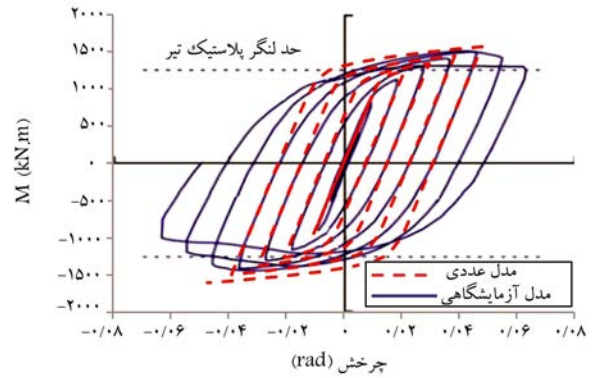 ۲۰۰۰
۱۵۰۰
۱۰۰۰
۵۰۰
۰
-۵۰۰
-۱۰۰۰
-۱۵۰۰
-۲۰۰۰
M (kN.m)
حد لنگر پلاستیک تیر
مدل عددی
مدل آزمایشگاهی
-۰/۰۸ -۰/۰۶ -۰/۰۴ -۰/۰۲ ۰ ۰/۰۲ ۰/۰۴ ۰/۰۶ ۰/۰۸
چرخش (rad)